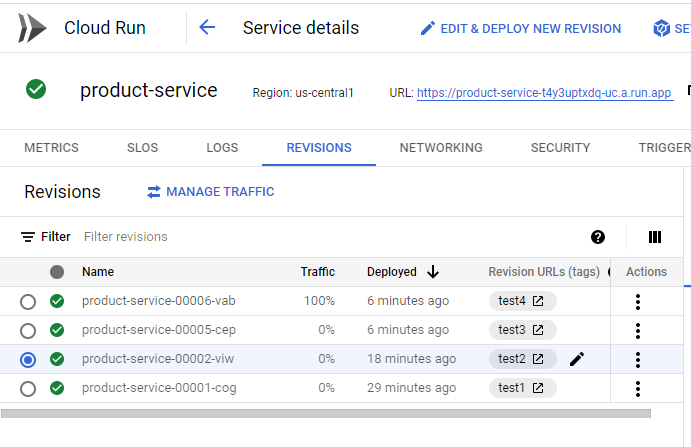 Cloud Run Service details EDIT & DEPLOY NEW REVISION SE
product-service Region: us-central1 URL: https://product-service-t4y3uptxdq-uc.a.run.app
METRICS SLOS LOGS REVISIONS NETWORKING SECURITY TRIGGER
Revisions MANAGE TRAFFIC
Filter Filter revisions
Name Traffic Deployed Revision URLs (tags) Actions
product-service-00006-vab 100% 6 minutes ago test4
product-service-00005-cep 0% 6 minutes ago test3
product-service-00002-viw 0% 18 minutes ago test2
product-service-00001-cog 0% 29 minutes ago test1